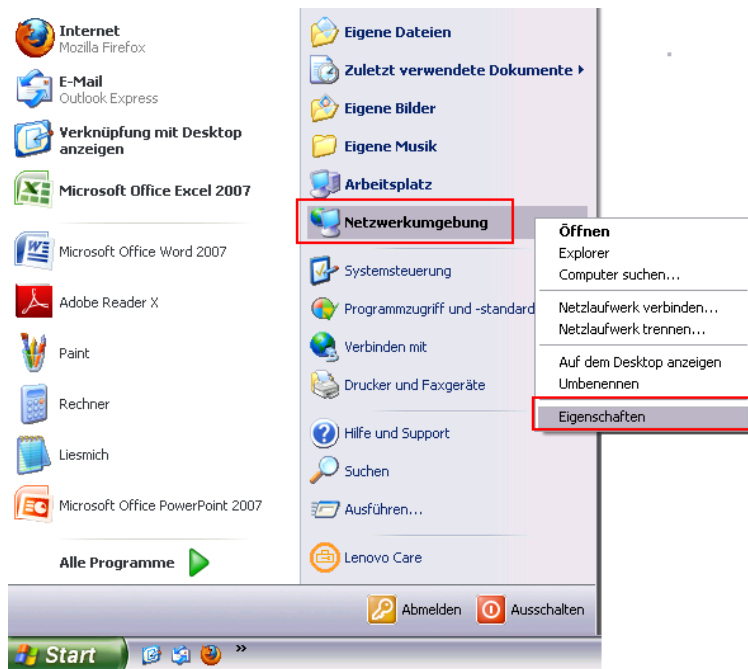 Internet
Mozilla Firefox
E-Mail
Outlook Express
Verknüpfung mit Desktop
anzeigen
Microsoft Office Excel 2007
Microsoft Office Word 2007
Adobe Reader X
Paint
Rechner
Liesmich
Microsoft Office PowerPoint 2007
Alle Programme
Eigene Dateien
Zuletzt verwendete Dokumente
Eigene Bilder
Eigene Musik
Arbeitsplatz
Netzwerkumgebung
Systemsteuerung
Programmzugriff und -standard
Verbinden mit
Drucker und Faxgeräte
Hilfe und Support
Suchen
Ausführen...
Lenovo Care
Öffnen
Explorer
Computer suchen...
Netzlaufwerk verbinden...
Netzlaufwerk trennen...
Auf dem Desktop anzeigen
Umbenennen
Eigenschaften
Abmelden
Ausschalten
Start
»